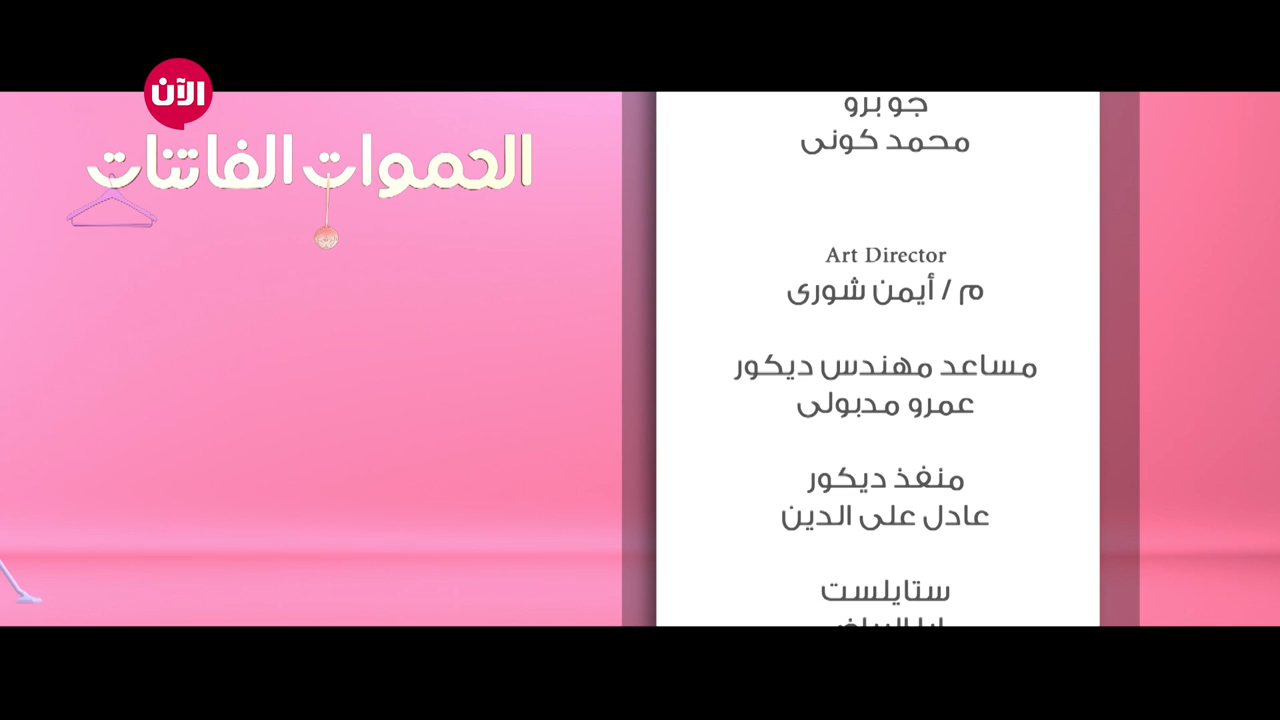 الآن
الحموات الفاتنات
جو برو
محمد كونى
Art Director
م / أيمن شورى
مساعد مهندس ديكور
عمرو مدبولى
منفذ ديكور
عادل على الدين
ستايلست